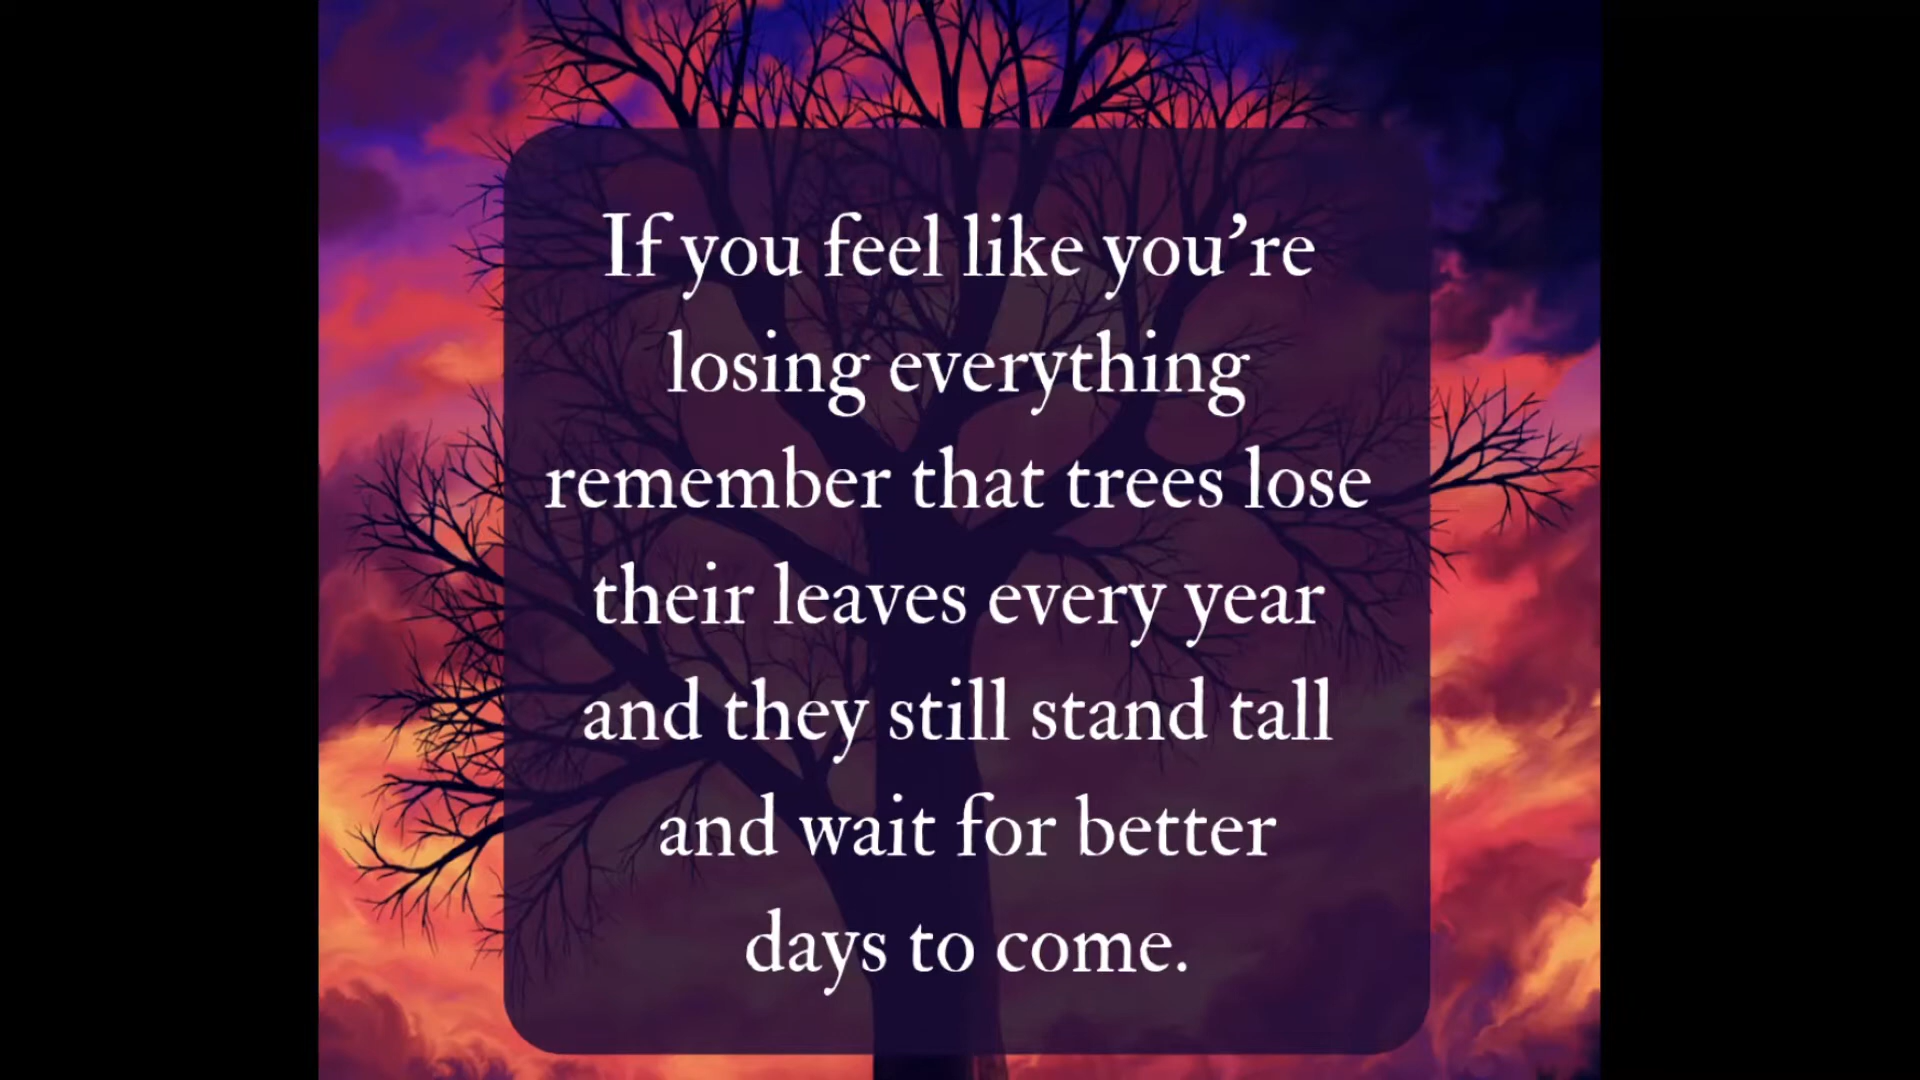 If you feel like you’re
losing everything
remember that trees lose
their leaves every year
and they still stand tall
and wait for better
days to come.